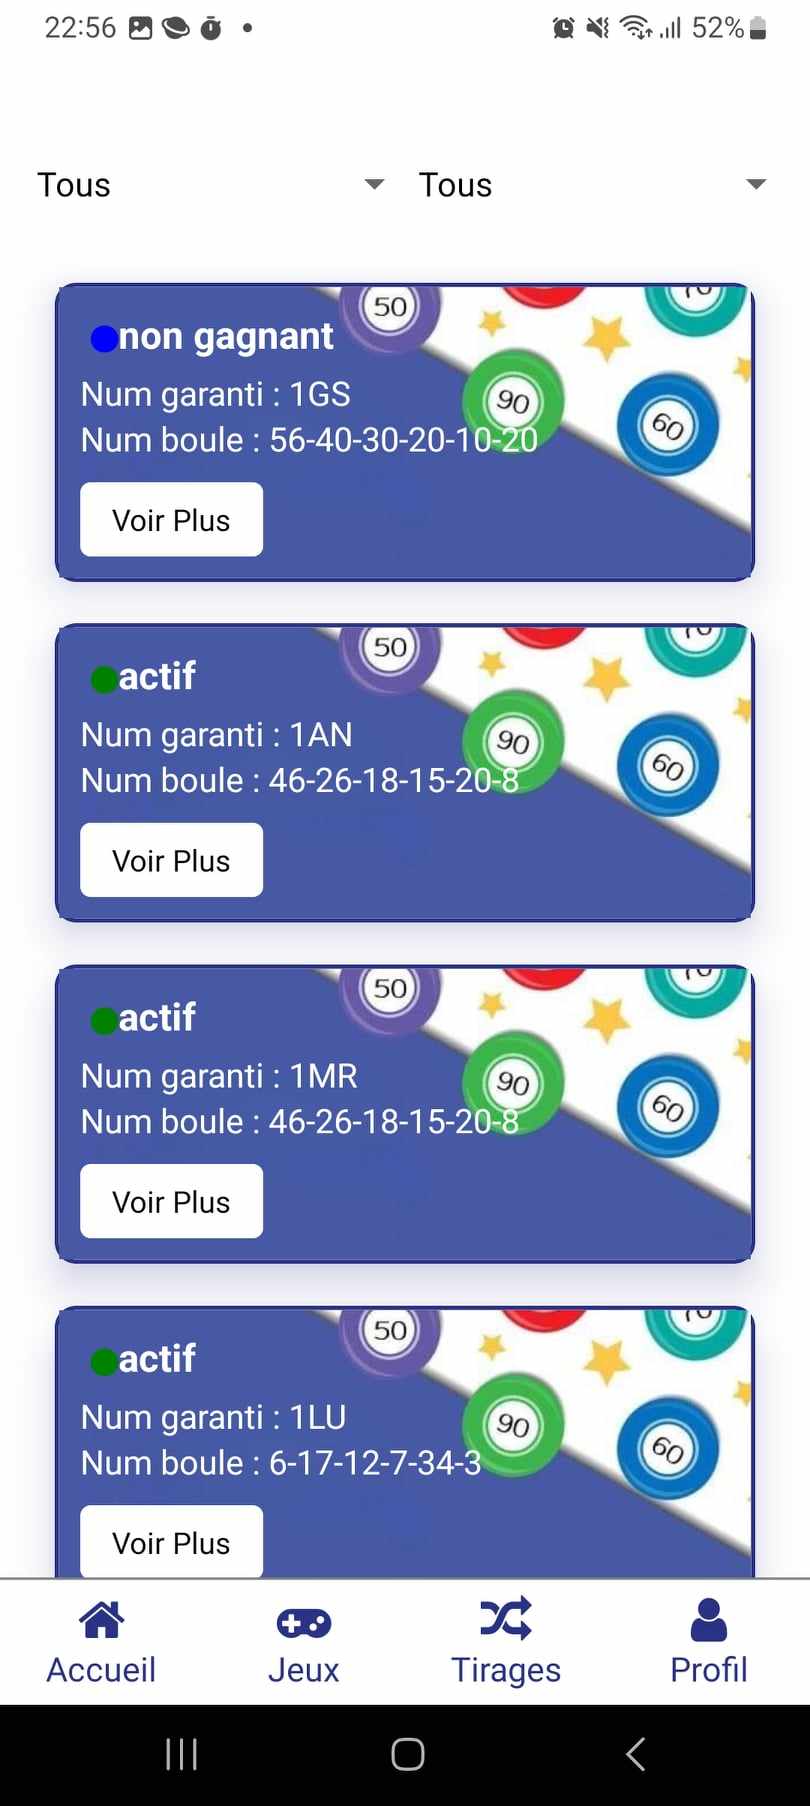 22:56 52%
Tous Tous
50
non gagnant
90
60
Num garanti : 1GS
Num boule : 56-40-30-20-10-20
Voir Plus
50
actif
90
60
Num garanti : 1AN
Num boule : 46-26-18-15-20-8
Voir Plus
50
actif
90
60
Num garanti : 1MR
Num boule : 46-26-18-15-20-8
Voir Plus
50
actif
90
60
Num garanti : 1LU
Num boule : 6-17-12-7-34-3
Voir Plus
Accueil Jeux Tirages Profil